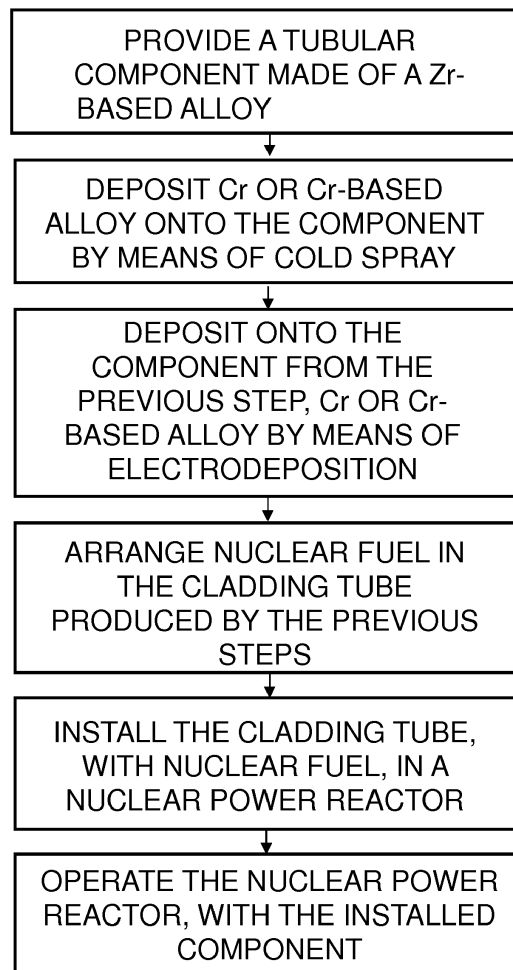 PROVIDE A TUBULAR
COMPONENT MADE OF A Zr-
BASED ALLOY
DEPOSIT Cr OR Cr-BASED
ALLOY ONTO THE COMPONENT
BY MEANS OF COLD SPRAY
DEPOSIT ONTO THE
COMPONENT FROM THE
PREVIOUS STEP, Cr OR Cr-
BASED ALLOY BY MEANS OF
ELECTRODEPOSITION
ARRANGE NUCLEAR FUEL IN
THE CLADDING TUBE
PRODUCED BY THE PREVIOUS
STEPS
INSTALL THE CLADDING TUBE,
WITH NUCLEAR FUEL, IN A
NUCLEAR POWER REACTOR
OPERATE THE NUCLEAR POWER
REACTOR, WITH THE INSTALLED
COMPONENT